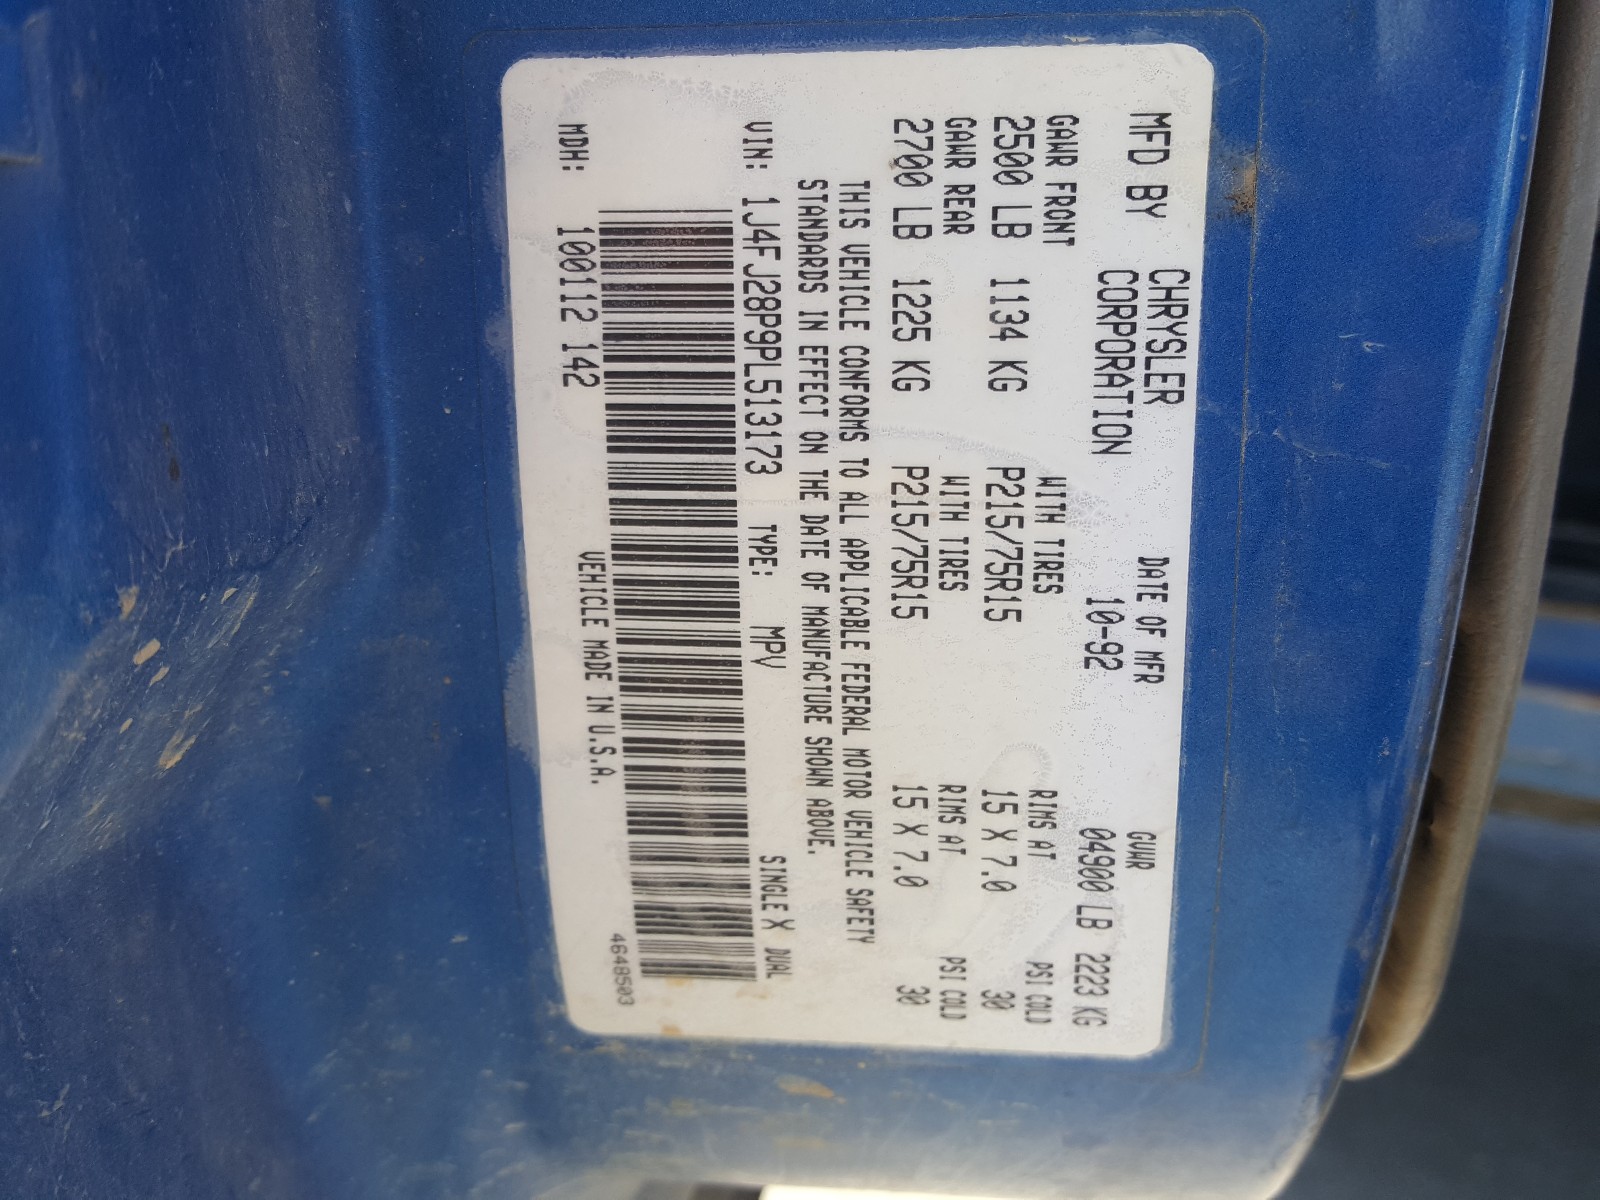 MFD BY CHRYSLER CORPORATION DATE OF MFR 10-92 GVWR 04900 LB 2223 KG
GAWR FRONT WITH TIRES RIMS AT PSI COLD
2500 LB 1134 KG P215/75R15 15 X 7.0 30
GAWR REAR WITH TIRES RIMS AT PSI COLD
2700 LB 1225 KG P215/75R15 15 X 7.0 30
THIS VEHICLE CONFORMS TO ALL APPLICABLE FEDERAL MOTOR VEHICLE SAFETY
STANDARDS IN EFFECT ON THE DATE OF MANUFACTURE SHOWN ABOVE.
VIN: 1J4FJ28P9PL513173 TYPE: MPV SINGLE X DUAL
MDH: 100112 142 VEHICLE MADE IN U.S.A. 4648503